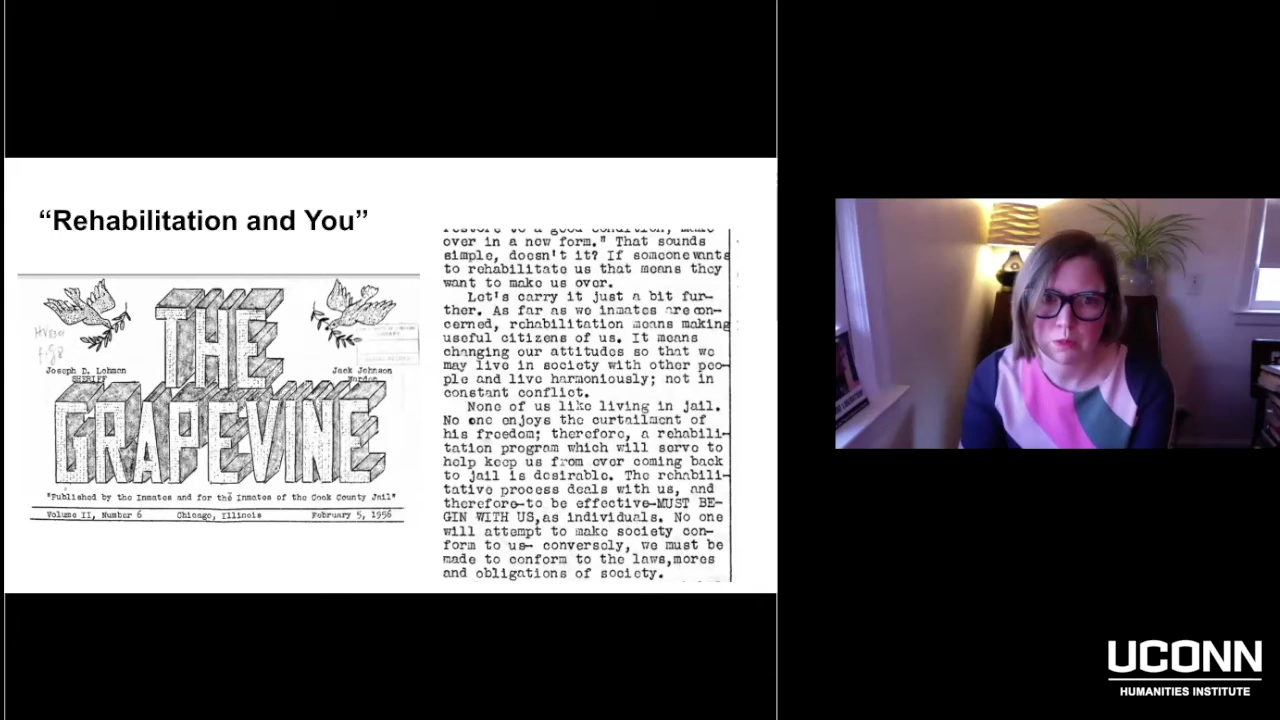 “Rehabilitation and You”
Joseph D. Lohman
SHERIFF
Jack Johnson
Warden
THE
GRAPEVINE
"Published by the Inmates and for the Inmates of the Cook County Jail"
Volume II, Number 6 Chicago, Illinois February 5, 1956
restore to a good condition, make
over in a new form." That sounds
simple, doesn't it? If someone wants
to rehabilitate us that means they
want to make us over.
Let's carry it just a bit fur-
ther. As far as we inmates are con-
cerned, rehabilitation means making
useful citizens of us. It means
changing our attitudes so that we
may live in society with other peo-
ple and live harmoniously; not in
constant conflict.
None of us like living in jail.
No one enjoys the curtailment of
his freedom; therefore, a rehabili-
tation program which will serve to
help keep us from ever coming back
to jail is desirable. The rehabili-
tative process deals with us, and
therefore-to be effective-MUST BE-
GIN WITH US,as individuals. No one
will attempt to make society con-
form to us- conversely, we must be
made to conform to the laws,mores
and obligations of society.
UCONN
HUMANITIES INSTITUTE